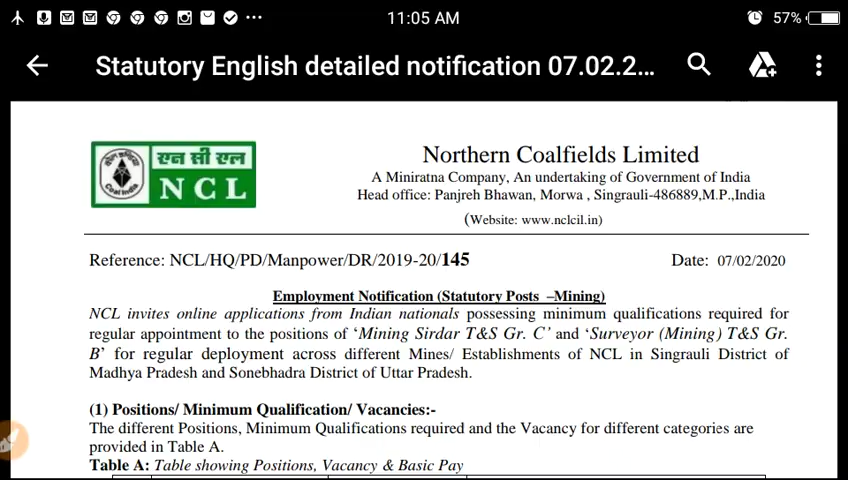 11:05 AM
57%
Statutory English detailed notification 07.02.2...
एन सी एल
NCL
Coal India
Northern Coalfields Limited
A Miniratna Company, An undertaking of Government of India
Head office: Panjreh Bhawan, Morwa , Singrauli-486889,M.P.,India
(Website: www.nclcil.in)
Reference: NCL/HQ/PD/Manpower/DR/2019-20/145 Date: 07/02/2020
Employment Notification (Statutory Posts –Mining)
NCL invites online applications from Indian nationals possessing minimum qualifications required for
regular appointment to the positions of ‘Mining Sirdar T&S Gr. C’ and ‘Surveyor (Mining) T&S Gr.
B’ for regular deployment across different Mines/ Establishments of NCL in Singrauli District of
Madhya Pradesh and Sonebhadra District of Uttar Pradesh.
(1) Positions/ Minimum Qualification/ Vacancies:-
The different Positions, Minimum Qualifications required and the Vacancy for different categories are
provided in Table A.
Table A: Table showing Positions, Vacancy & Basic Pay